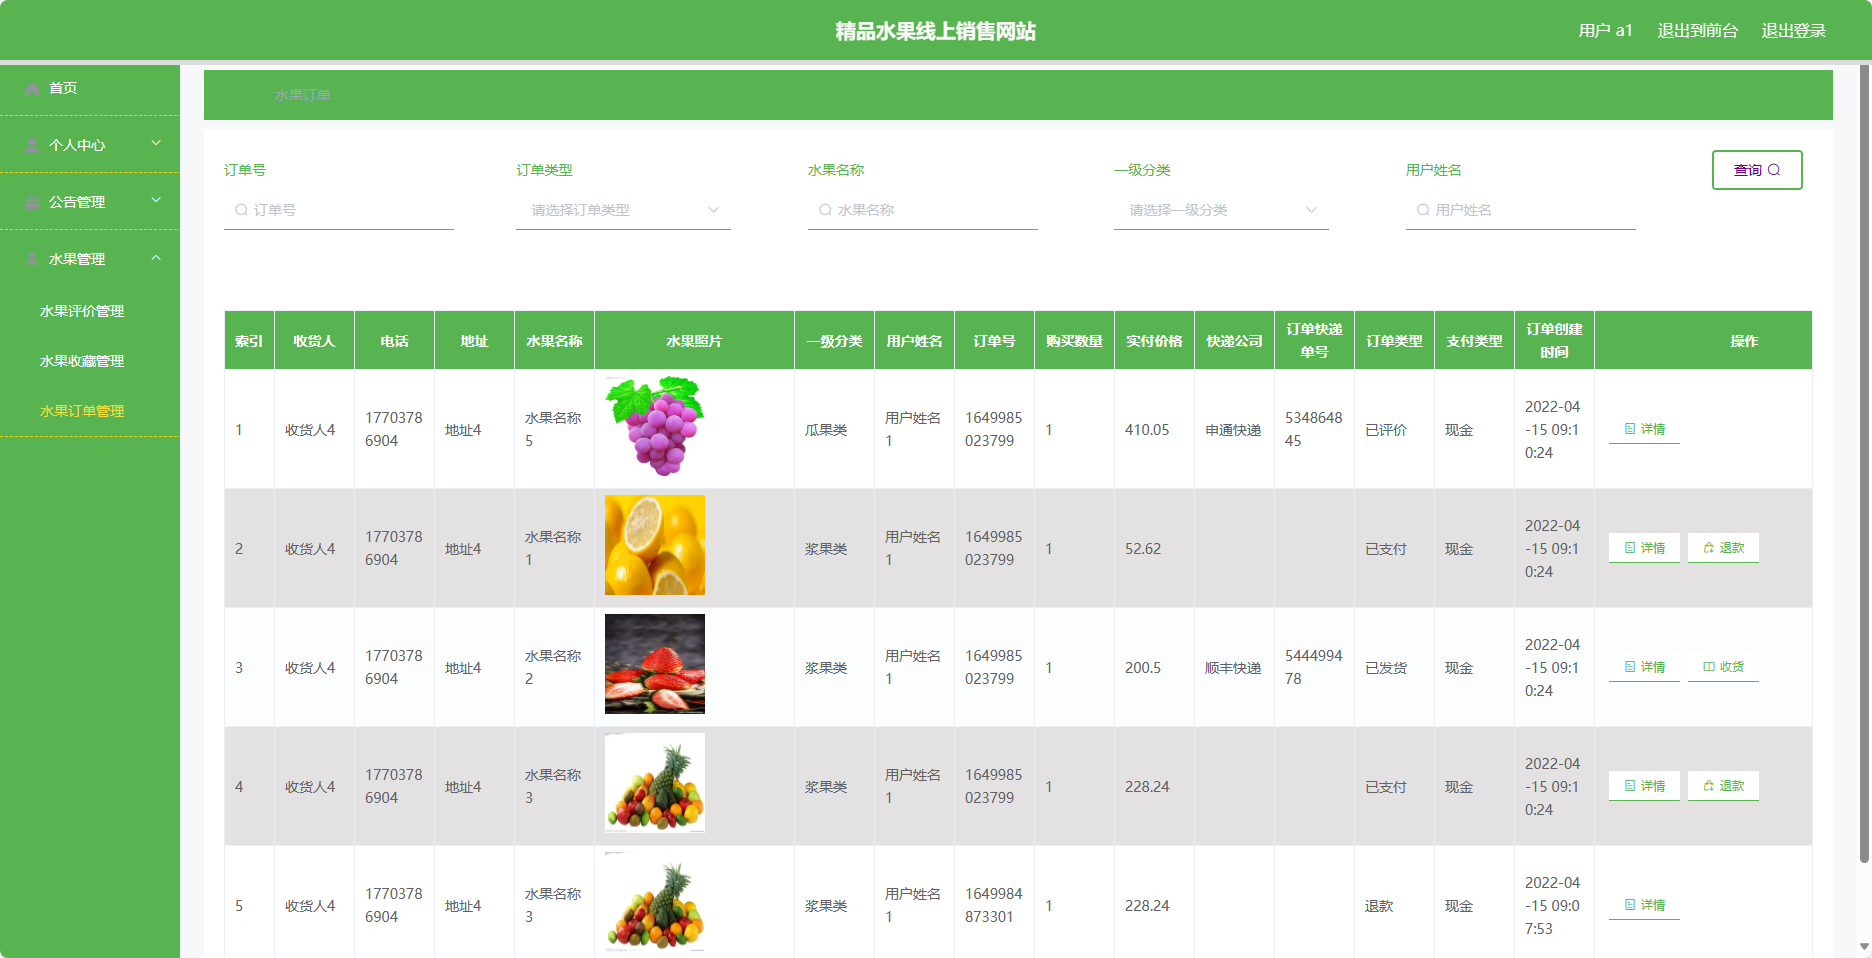 精品水果线上销售网站
用户 a1 退出到前台 退出登录
首页
个人中心
公告管理
水果管理
水果评价管理
水果收藏管理
水果订单管理
水果订单
订单号 订单类型 水果名称 一级分类 用户姓名
查询
订单号 请选择订单类型 水果名称 请选择一级分类 用户姓名
索引 收货人 电话 地址 水果名称 水果照片 一级分类 用户姓名 订单号 购买数量 实付价格 快递公司 订单快递单号 订单类型 支付类型 订单创建时间 操作
1 收货人4 17703786904 地址4 水果名称5 瓜果类 用户姓名1 1649985023799 1 410.05 申通快递 534864845 已评价 现金 2022-04-15 09:10:24 详情
2 收货人4 17703786904 地址4 水果名称1 浆果类 用户姓名1 1649985023799 1 52.62 已支付 现金 2022-04-15 09:10:24 详情 退款
3 收货人4 17703786904 地址4 水果名称2 浆果类 用户姓名1 1649985023799 1 200.5 顺丰快递 544499478 已发货 现金 2022-04-15 09:10:24 详情 收货
4 收货人4 17703786904 地址4 水果名称3 浆果类 用户姓名1 1649985023799 1 228.24 已支付 现金 2022-04-15 09:10:24 详情 退款
5 收货人4 17703786904 地址4 水果名称3 浆果类 用户姓名1 1649984873301 1 228.24 退款 现金 2022-04-15 09:07:53 详情